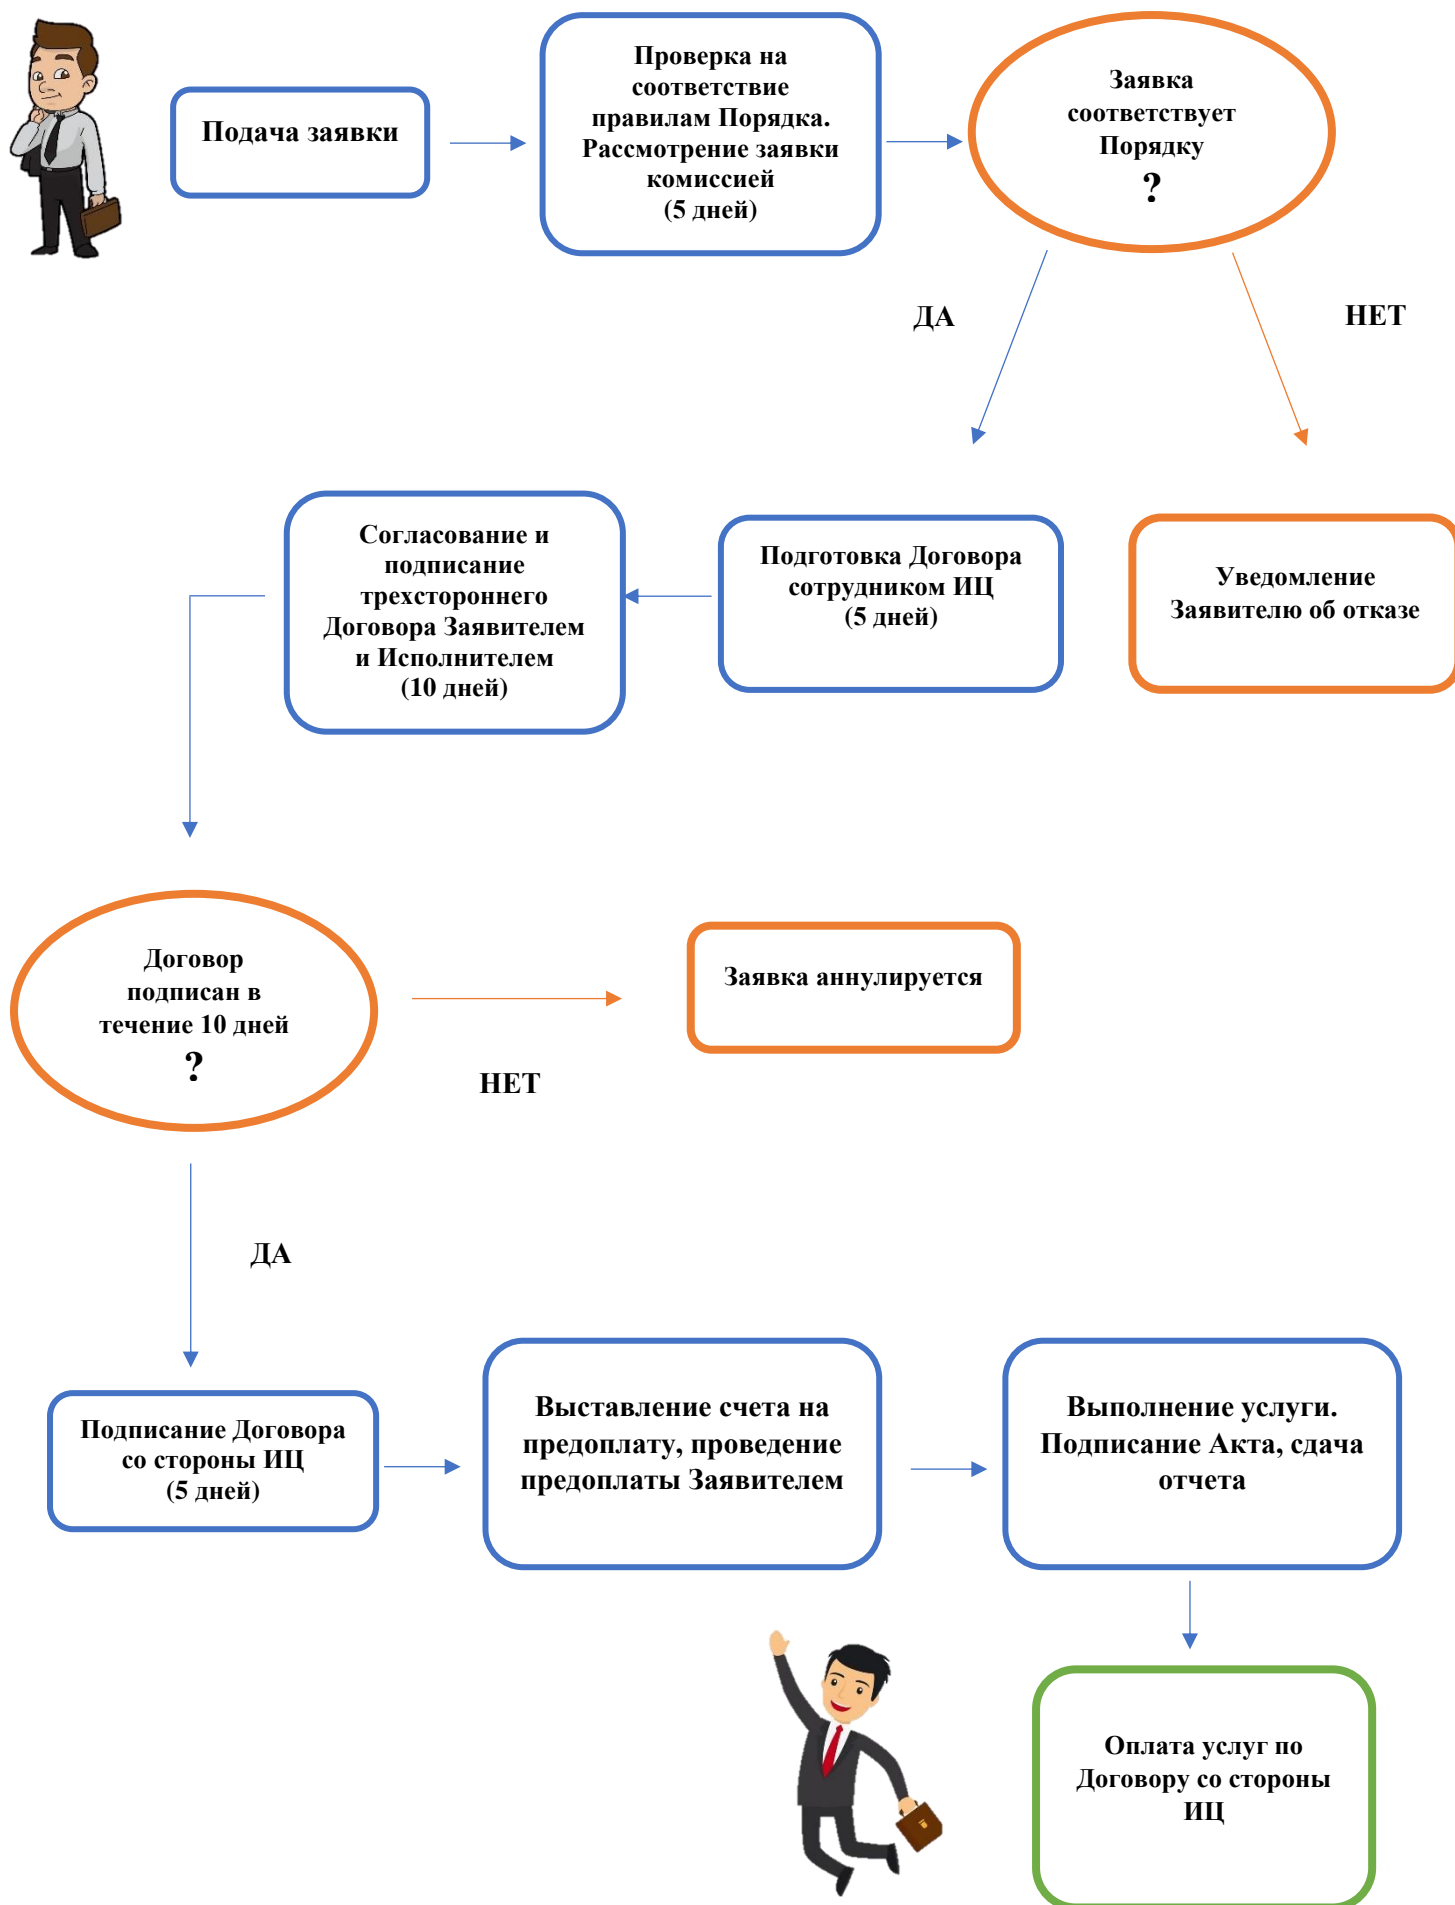 Подача заявки
Проверка на
соответствие
правилам Порядка.
Рассмотрение заявки
комиссией
(5 дней)
Заявка
соответствует
Порядку
?
ДА
НЕТ
Согласование и
подписание
трехстороннего
Договора Заявителем
и Исполнителем
(10 дней)
Подготовка Договора
сотрудником ИЦ
(5 дней)
Уведомление
Заявителю об отказе
Договор
подписан в
течение 10 дней
?
НЕТ
Заявка аннулируется
ДА
Подписание Договора
со стороны ИЦ
(5 дней)
Выставление счета на
предоплату, проведение
предоплаты Заявителем
Выполнение услуги.
Подписание Акта, сдача
отчета
Оплата услуг по
Договору со стороны
ИЦ